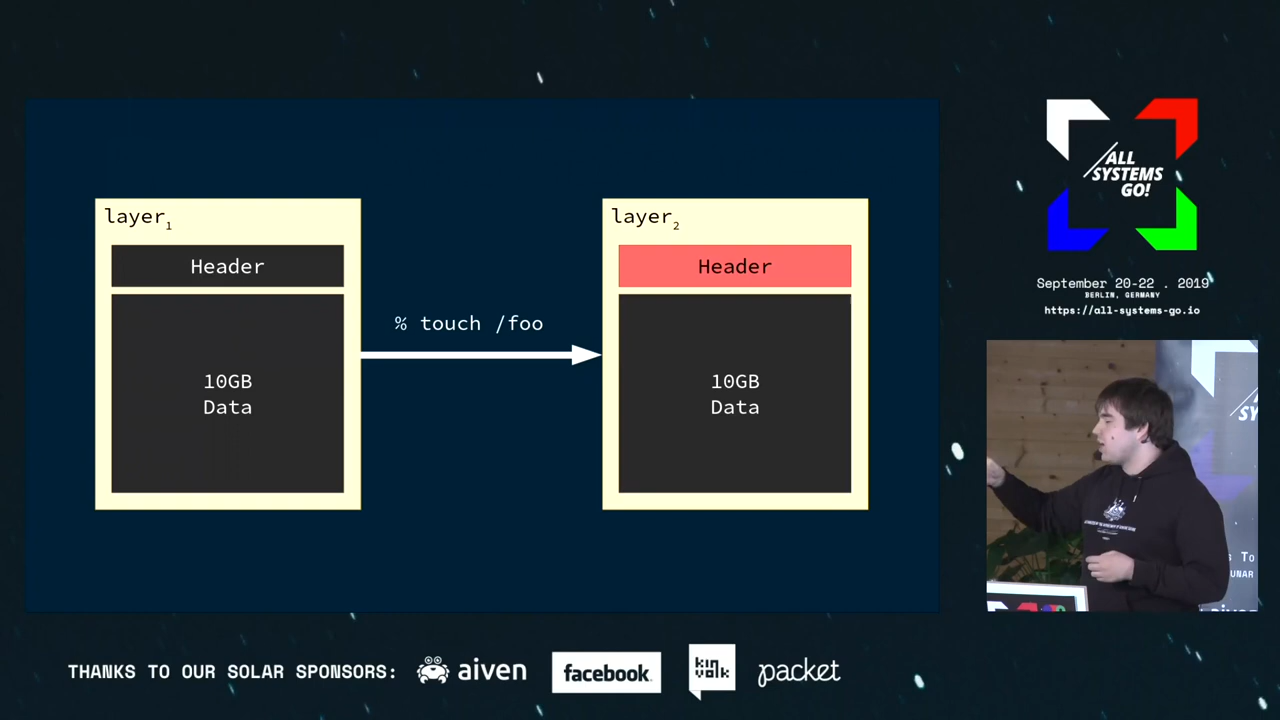 layer1
Header
10GB
Data
% touch /foo
layer2
Header
10GB
Data
ALL
SYSTEMS
GO!
September 20-22 . 2019
BERLIN, GERMANY
https://all-systems-go.io
THANKS TO OUR SOLAR SPONSORS:
aiven
facebook
kinvolk
packet